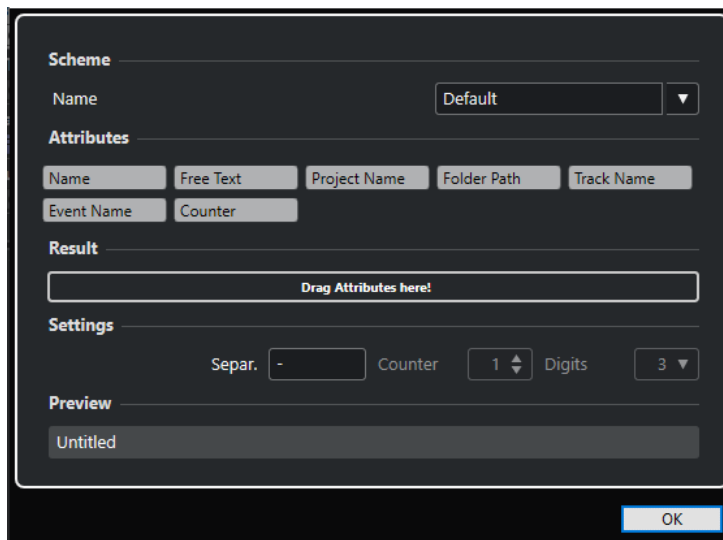 Scheme
Name Default
Attributes
Name Free Text Project Name Folder Path Track Name
Event Name Counter
Result
Drag Attributes here!
Settings
Separ. - Counter 1 Digits 3
Preview
Untitled
OK